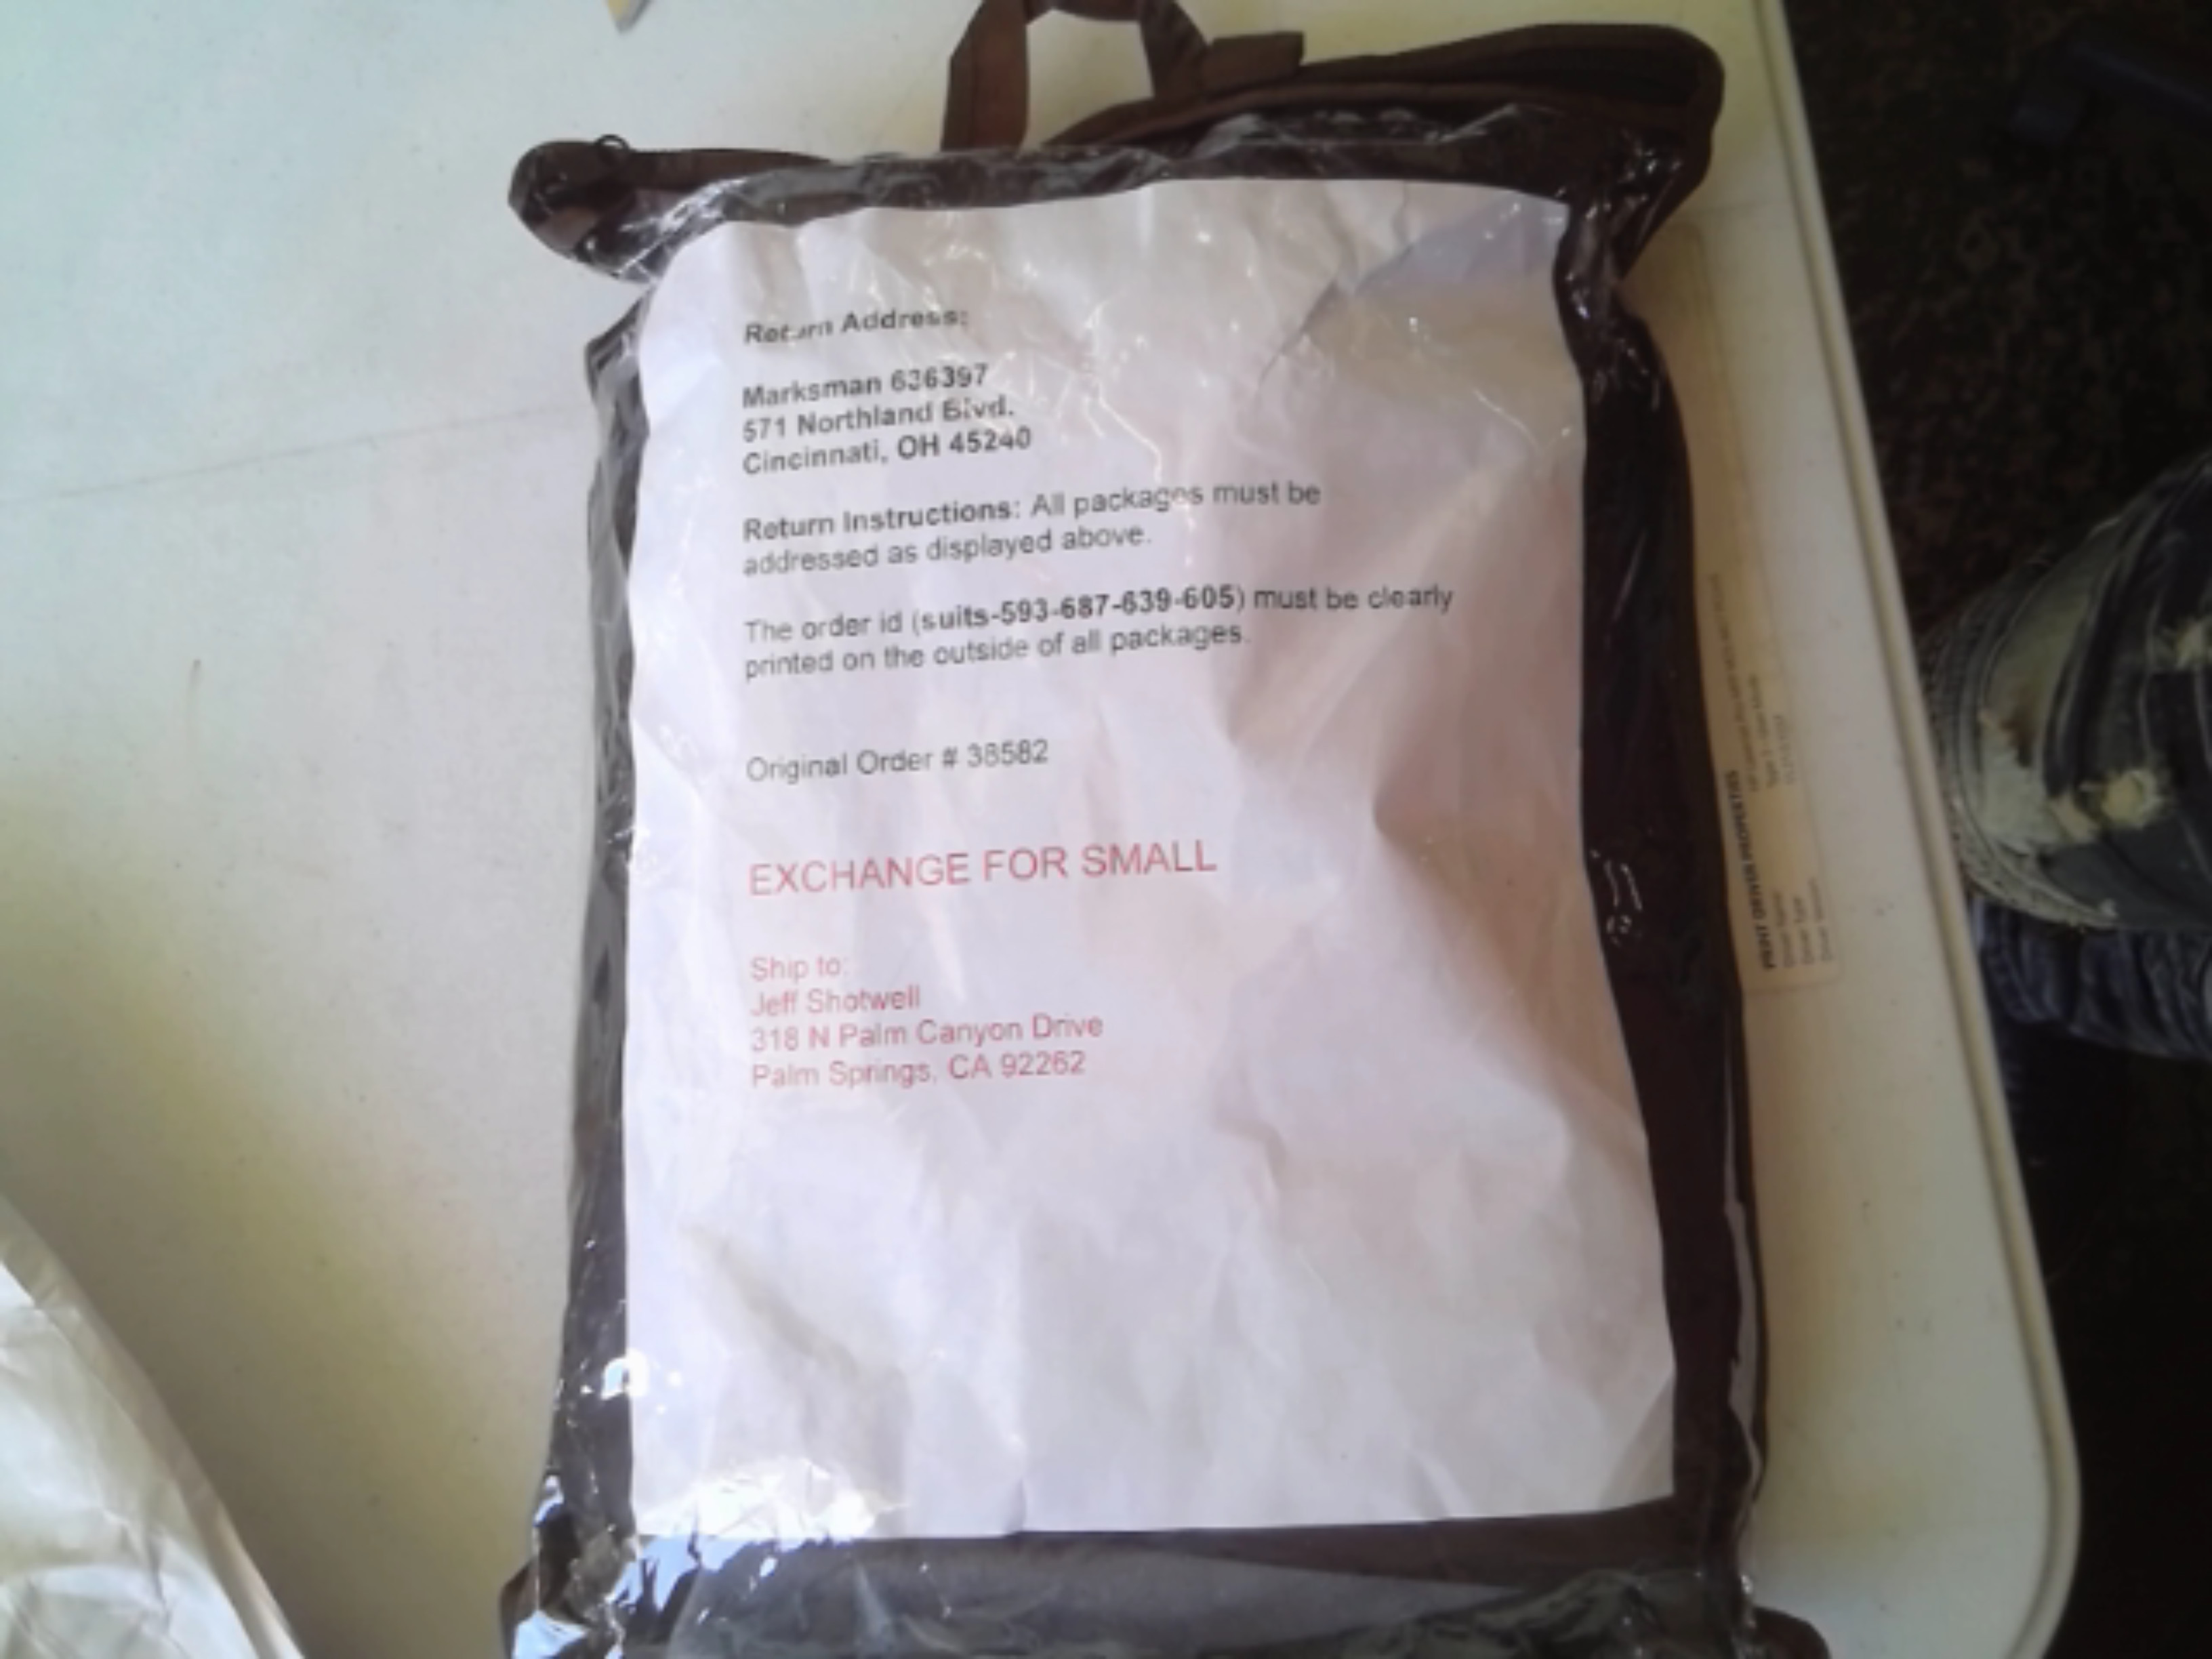 Return Address:
Marksman 636397
571 Northland Blvd.
Cincinnati, OH 45240
Return Instructions: All packages must be
addressed as displayed above.
The order id (suits-593-687-639-605) must be clearly
printed on the outside of all packages.
Original Order # 38582
EXCHANGE FOR SMALL
Ship to:
Jeff Shotwell
318 N Palm Canyon Drive
Palm Springs, CA 92262